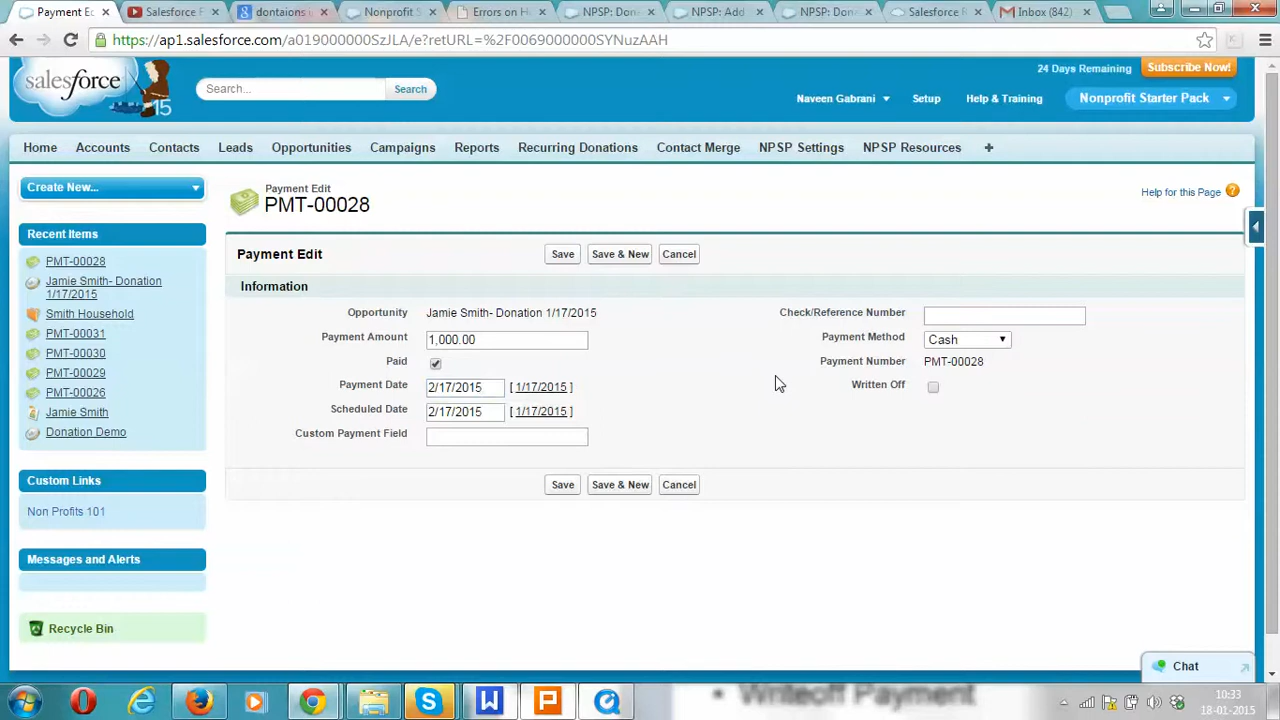 Payment Ec
Salesforce F
dontaions i
Nonprofit S
Errors on H
NPSP: Don
NPSP: Add
NPSP: Don
Salesforce R
Inbox (842)
https://ap1.salesforce.com/a019000000SzJLA/e?retURL=%2F0069000000SYNuzAAH
salesforce
15
Search...
Search
24 Days Remaining
Subscribe Now!
Naveen Gabrani
Setup
Help & Training
Nonprofit Starter Pack
Home
Accounts
Contacts
Leads
Opportunities
Campaigns
Reports
Recurring Donations
Contact Merge
NPSP Settings
NPSP Resources
+
Create New...
Recent Items
PMT-00028
Jamie Smith- Donation
1/17/2015
Smith Household
PMT-00031
PMT-00030
PMT-00029
PMT-00026
Jamie Smith
Donation Demo
Custom Links
Non Profits 101
Messages and Alerts
Recycle Bin
Payment Edit
PMT-00028
Help for this Page
Payment Edit
Save
Save & New
Cancel
Information
Opportunity
Jamie Smith- Donation 1/17/2015
Check/Reference Number
Payment Amount
1,000.00
Payment Method
Cash
Paid
Payment Number
PMT-00028
Payment Date
2/17/2015
[ 1/17/2015 ]
Written Off
Scheduled Date
2/17/2015
[ 1/17/2015 ]
Custom Payment Field
Save
Save & New
Cancel
Chat
• Writeoff Payment
10:33
18-01-2015